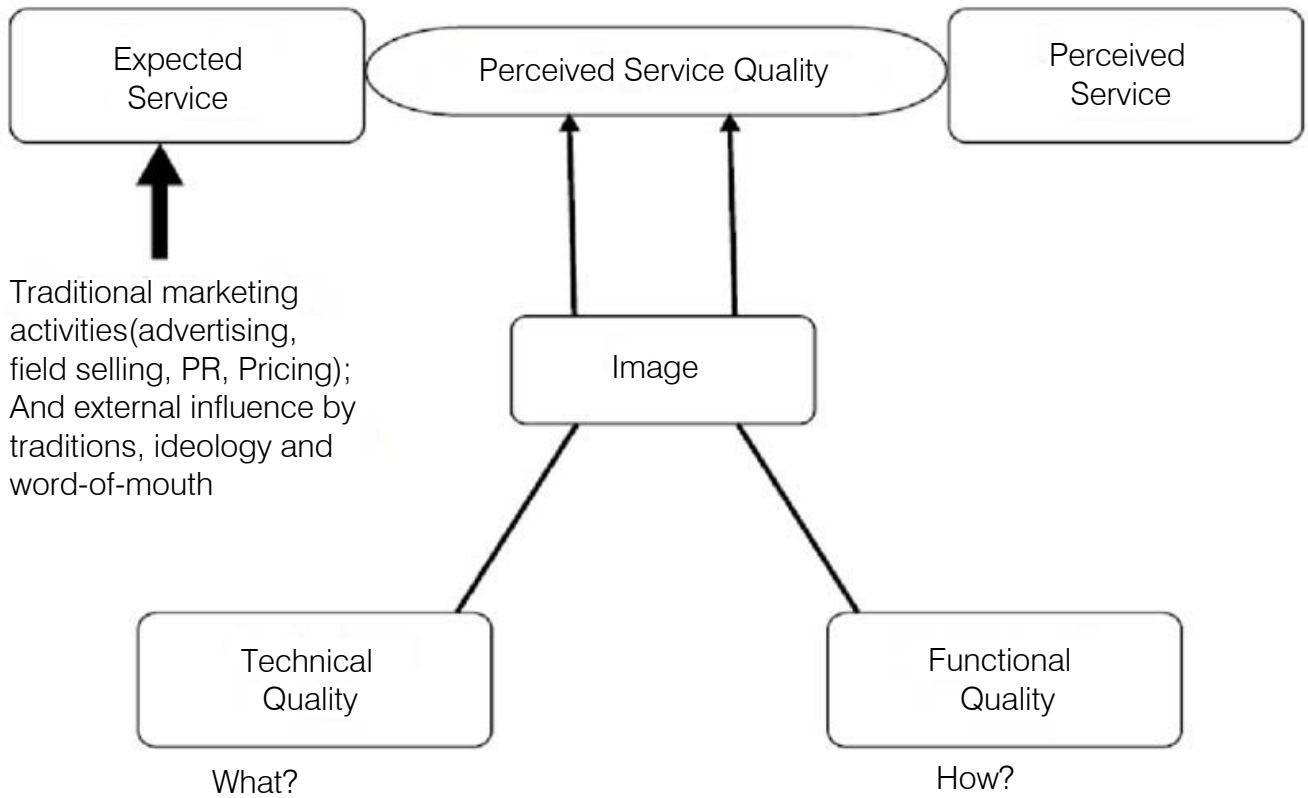 Expected
Service
Perceived Service Quality
Perceived
Service
Traditional marketing
activities(advertising,
field selling, PR, Pricing);
And external influence by
traditions, ideology and
word-of-mouth
Image
Technical
Quality
Functional
Quality
What?
How?